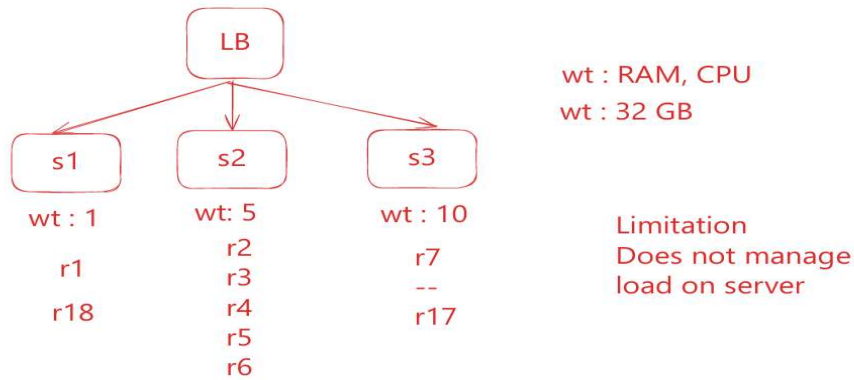 LB
wt : RAM, CPU
wt : 32 GB
s1
s2
s3
wt : 1
wt: 5
wt : 10
r1
r18
r2
r3
r4
r5
r6
r7
--
r17
Limitation
Does not manage
load on server